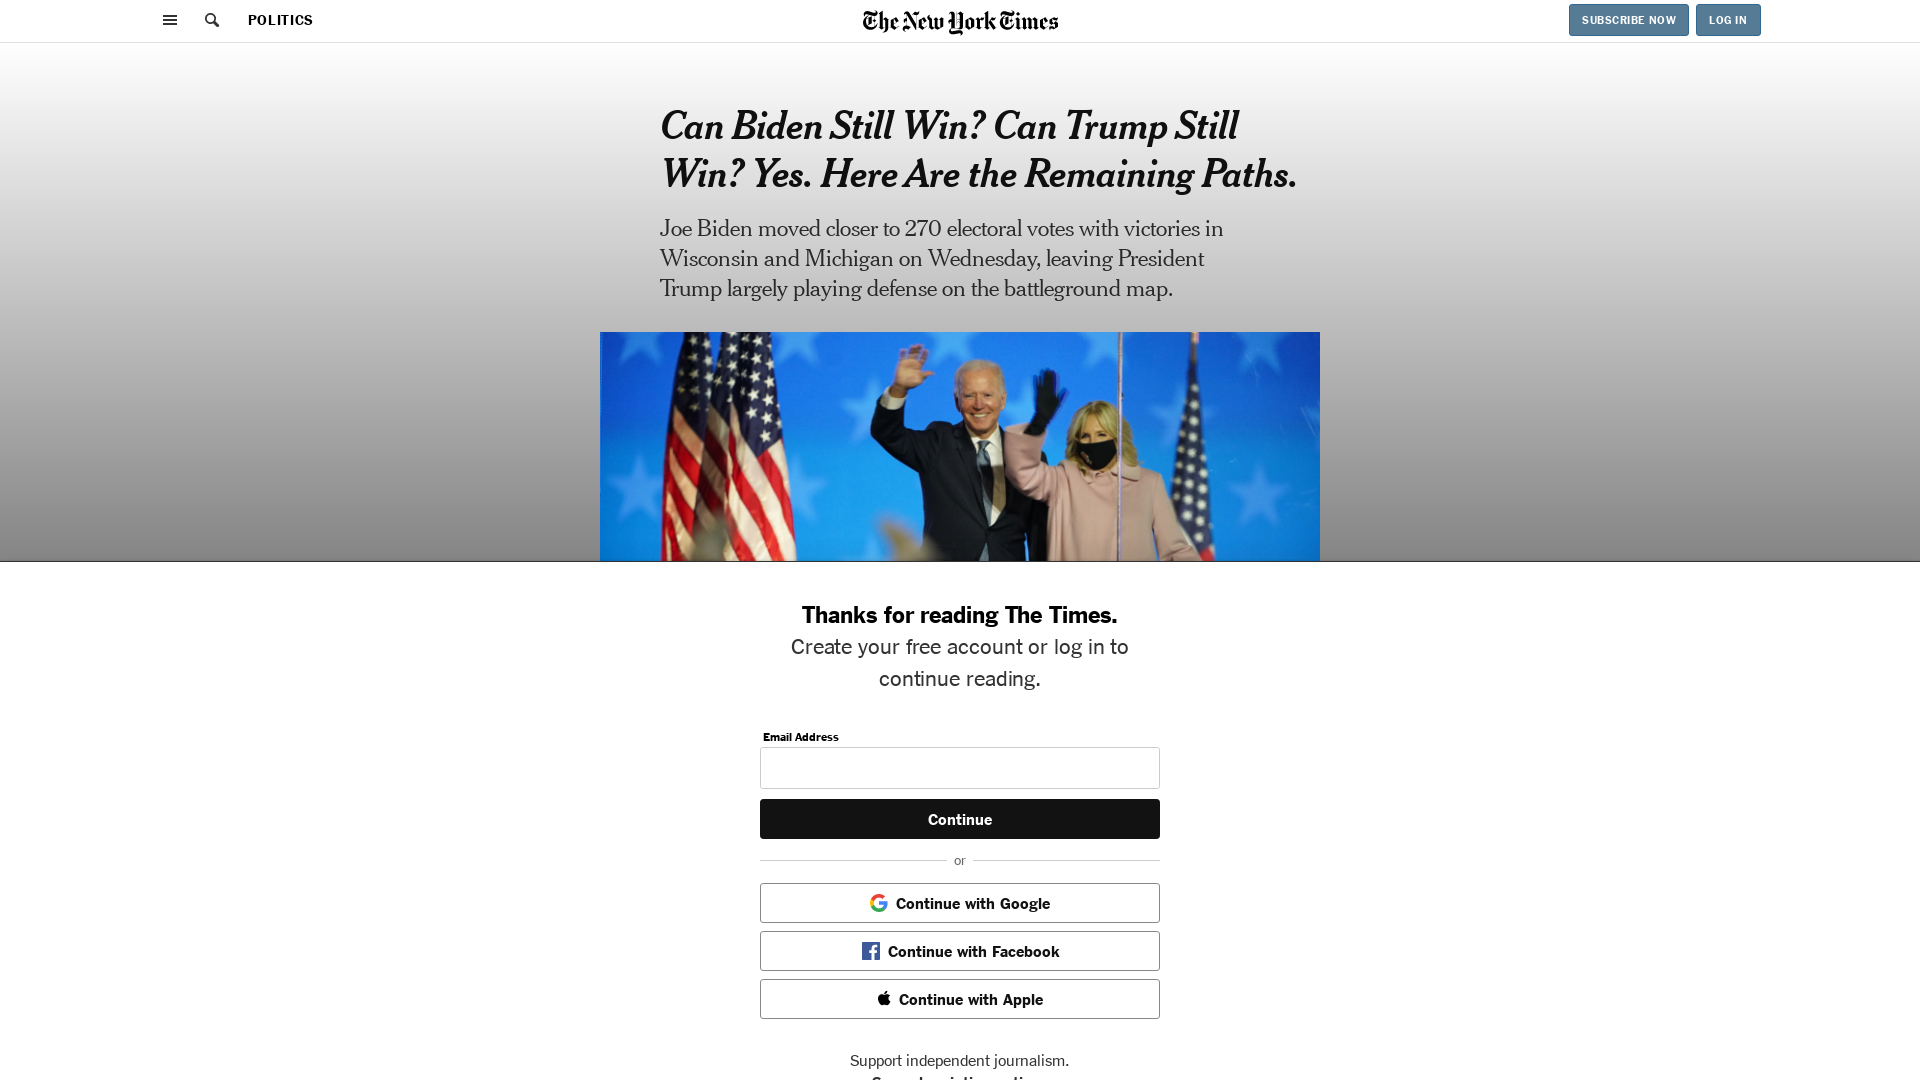 POLITICS
The New York Times
SUBSCRIBE NOW
LOG IN
Can Biden Still Win? Can Trump Still
Win? Yes. Here Are the Remaining Paths.
Joe Biden moved closer to 270 electoral votes with victories in
Wisconsin and Michigan on Wednesday, leaving President
Trump largely playing defense on the battleground map.
Thanks for reading The Times.
Create your free account or log in to
continue reading.
Email Address
Continue
or
Continue with Google
Continue with Facebook
Continue with Apple
Support independent journalism.